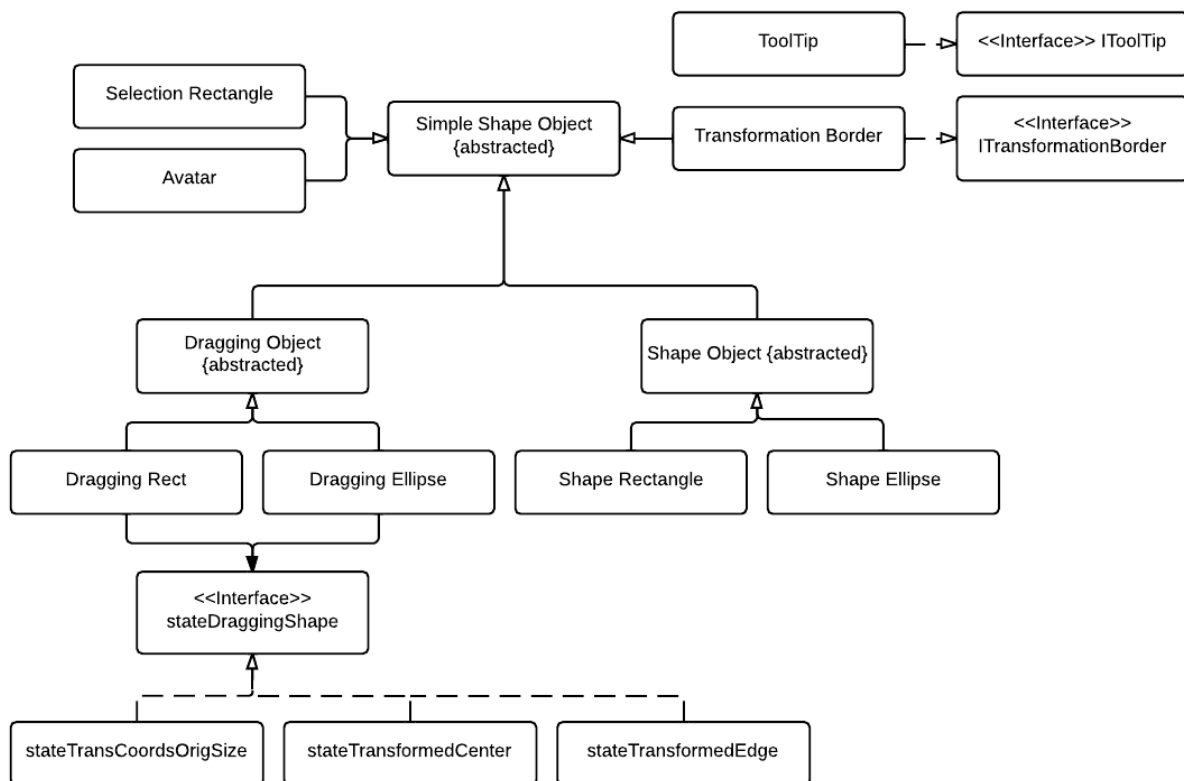 ToolTip
<<Interface>> IToolTip
Selection Rectangle
Simple Shape Object
{abstracted}
Transformation Border
<<Interface>>
ITransformationBorder
Avatar
Dragging Object
{abstracted}
Shape Object {abstracted}
Dragging Rect
Dragging Ellipse
Shape Rectangle
Shape Ellipse
<<Interface>>
stateDraggingShape
stateTransCoordsOrigSize
stateTransformedCenter
stateTransformedEdge